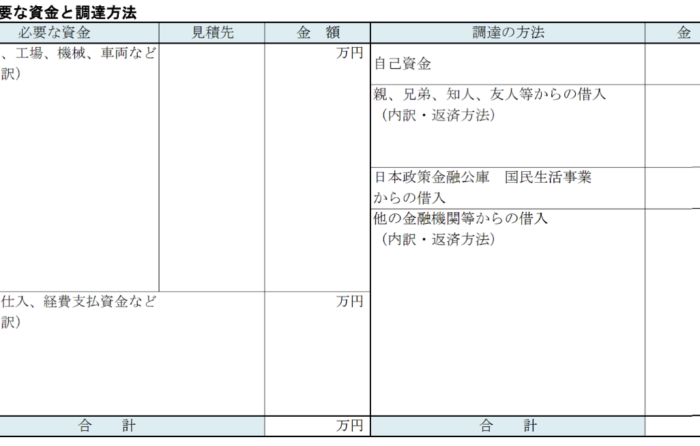 要な資金と調達方法
必要な資金 見積先 金 額 調達の方法 金
、工場、機械、車両など 万円
訳）
自己資金
親、兄弟、知人、友人等からの借入
（内訳・返済方法）
日本政策金融公庫 国民生活事業
からの借入
他の金融機関等からの借入
（内訳・返済方法）
仕入、経費支払資金など 万円
訳）
合 計 万円 合 計